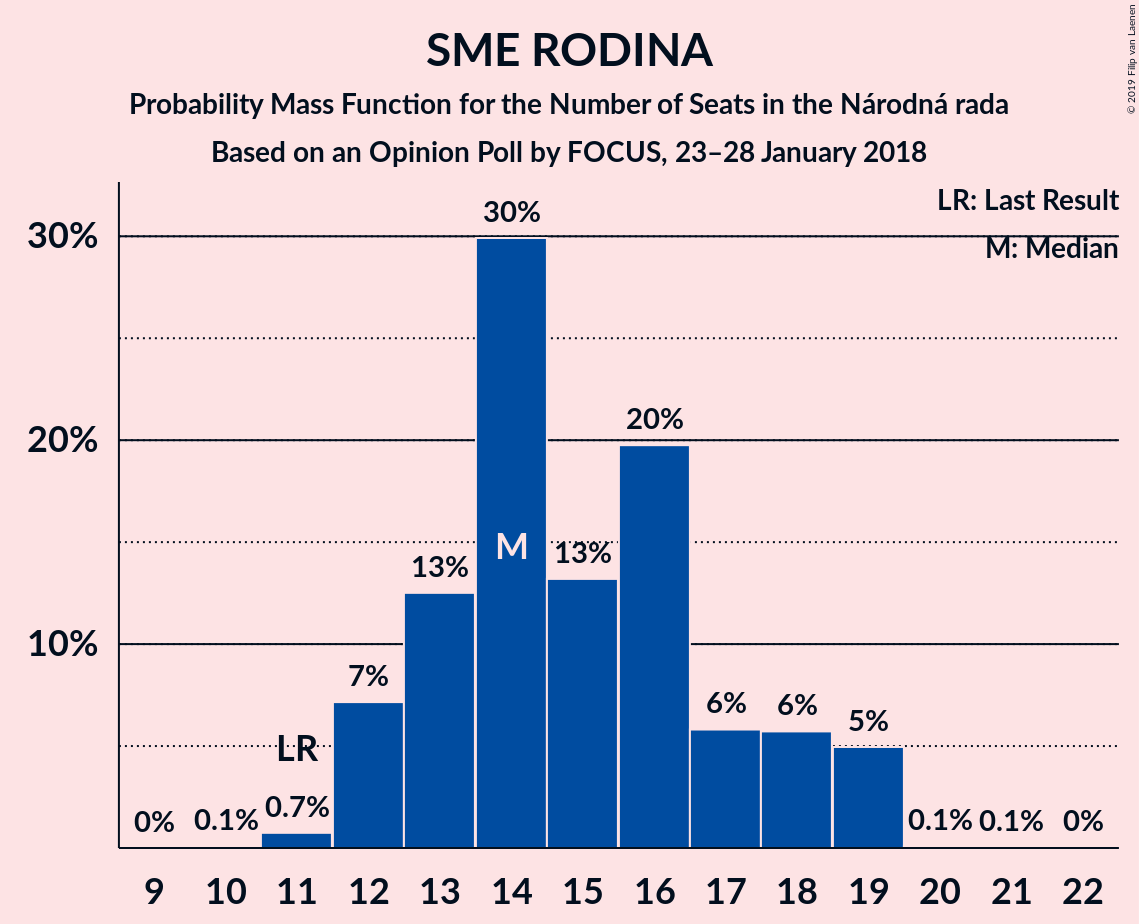 SME RODINA
Probability Mass Function for the Number of Seats in the Národná rada
Based on an Opinion Poll by FOCUS, 23–28 January 2018
© 2019 Filip van Laenen
LR: Last Result
M: Median
30%
20%
10%
0%
0.1%
0.7%
LR
7%
13%
30%
M
13%
20%
6%
6%
5%
0.1%
0.1%
0%
9 10 11 12 13 14 15 16 17 18 19 20 21 22